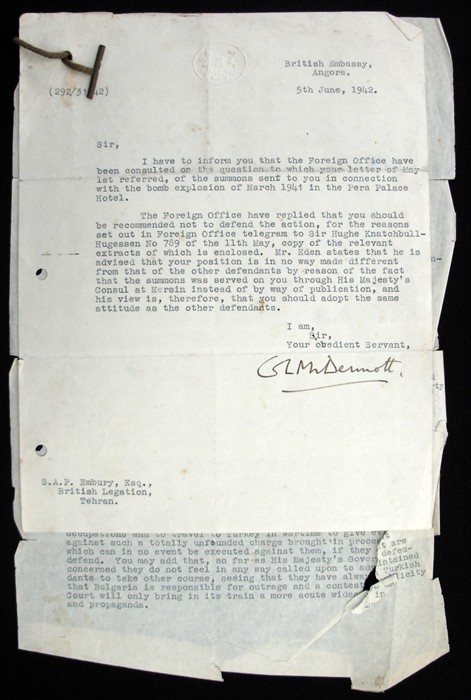 British Embassy,
Angora.
(292/31/42)
5th June, 1942.
Sir,
I have to inform you that the Foreign Office have
been consulted on the question to which your letter of May
1st referred, of the summons sent to you in connection
with the bomb explosion of March 1941 in the Pera Palace
Hotel.
The Foreign Office have replied that you should
be recommended not to defend the action, for the reasons
set out in Foreign Office telegram to Sir Hughe Knatchbull-
Hugessen No 789 of the 11th May, copy of the relevant
extracts of which is enclosed. Mr. Eden states that he is
advised that your position is in no way made different
from that of the other defendants by reason of the fact
that the summons was served on you through His Majesty's
Consul at Mersin instead of by way of publication, and
his view is, therefore, that you should adopt the same
attitude as the other defendants.
I am,
Sir,
Your obedient Servant,
McDermott.
S.A.P. Embury, Esq.,
British Legation,
Tehran.
occupations and to travel to Turkey in wartime to give
against such a totally unfounded charge brought in
which can in no event be executed against them, if they
defend. You may add that, so far as His Majesty's
concerned they do not feel in any way called upon to
dants to take other course, seeing that they have
that Bulgaria is responsible for outrage and a
Court will only bring in its train a more acute
and propaganda.
are
Turkish
in